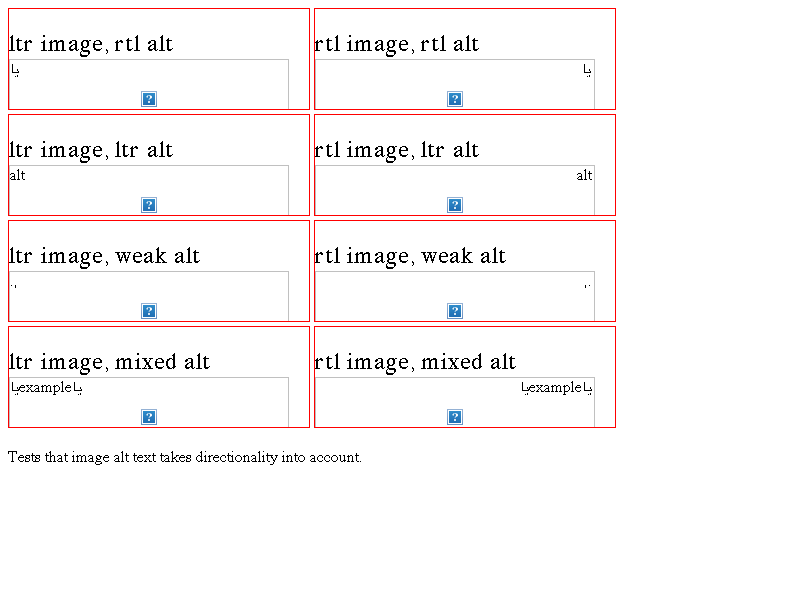 ltr image, rtl alt
يا
rtl image, rtl alt
يا
ltr image, ltr alt
alt
rtl image, ltr alt
alt
ltr image, weak alt
rtl image, weak alt
ltr image, mixed alt
ياexampleيا
rtl image, mixed alt
ياexampleيا
Tests that image alt text takes directionality into account.